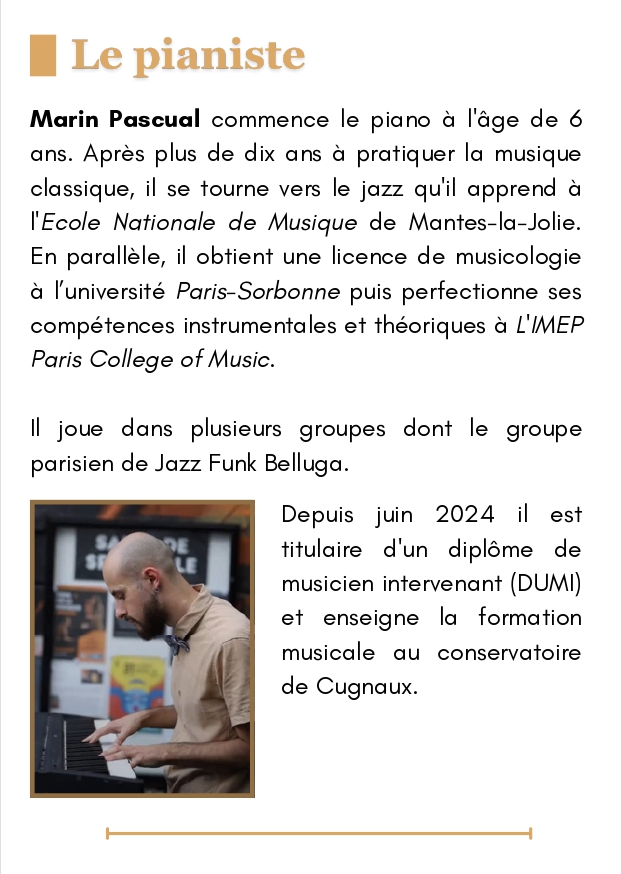 Le pianiste
Marin Pascual commence le piano à l'âge de 6
ans. Après plus de dix ans à pratiquer la musique
classique, il se tourne vers le jazz qu'il apprend à
l'Ecole Nationale de Musique de Mantes-la-Jolie.
En parallèle, il obtient une licence de musicologie
à l’université Paris-Sorbonne puis perfectionne ses
compétences instrumentales et théoriques à L'IMEP
Paris College of Music.
Il joue dans plusieurs groupes dont le groupe
parisien de Jazz Funk Belluga.
Depuis juin 2024 il est
titulaire d'un diplôme de
musicien intervenant (DUMI)
et enseigne la formation
musicale au conservatoire
de Cugnaux.